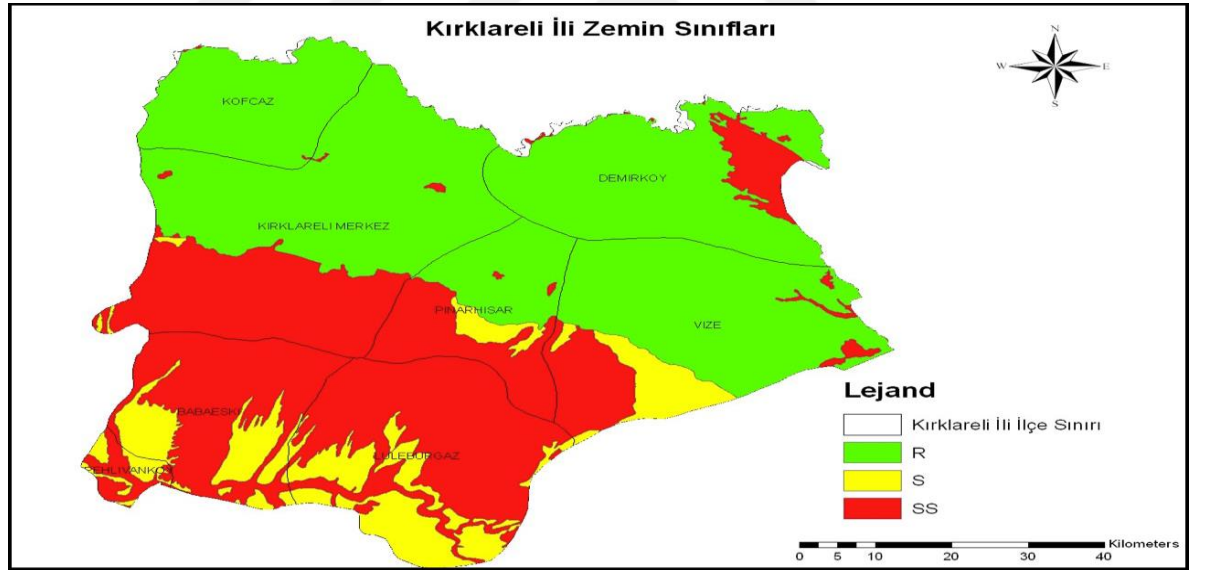 Kırklareli İli Zemin Sınıfları
N
W E
S
KOFCAZ
DEMIRKOY
KIRKLARELI MERKEZ
PINARHISAR
VIZE
BABAESKI
LULEBURGAZ
PEHLIVANKOY
Lejand
Kırklareli İli İlçe Sınırı
R
S
SS
Kilometers
0 5 10 20 30 40